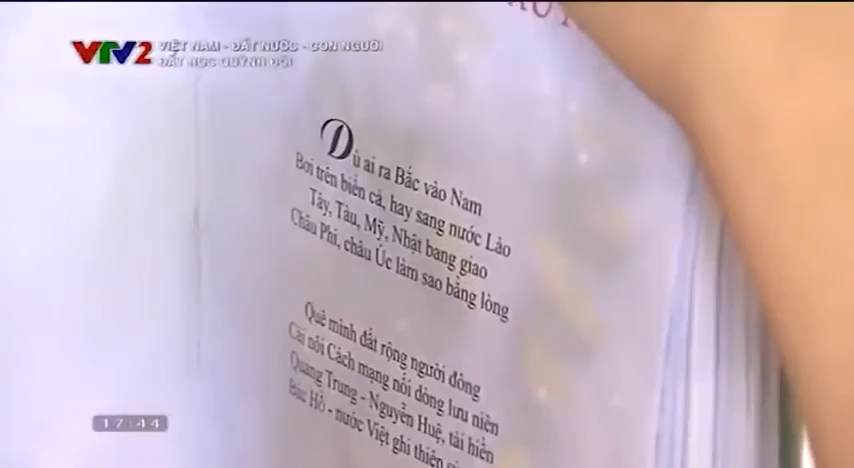 VTV2
VIỆT NAM - ĐẤT NƯỚC - CON NGƯỜI
ĐẤT HỌC QUỲNH ĐÔI
Dù ai ra Bắc vào Nam
Bơi trên biển cả, hay sang nước Lào
Tây, Tàu, Mỹ, Nhật bang giao
Châu Phi, châu Úc làm sao bằng lòng
Quê mình đất rộng người đông
Cái nôi Cách mạng nối dòng lưu niên
Quang Trung - Nguyễn Huệ, tài hiền
Bác Hồ - nước Việt ghi thiên
17:44